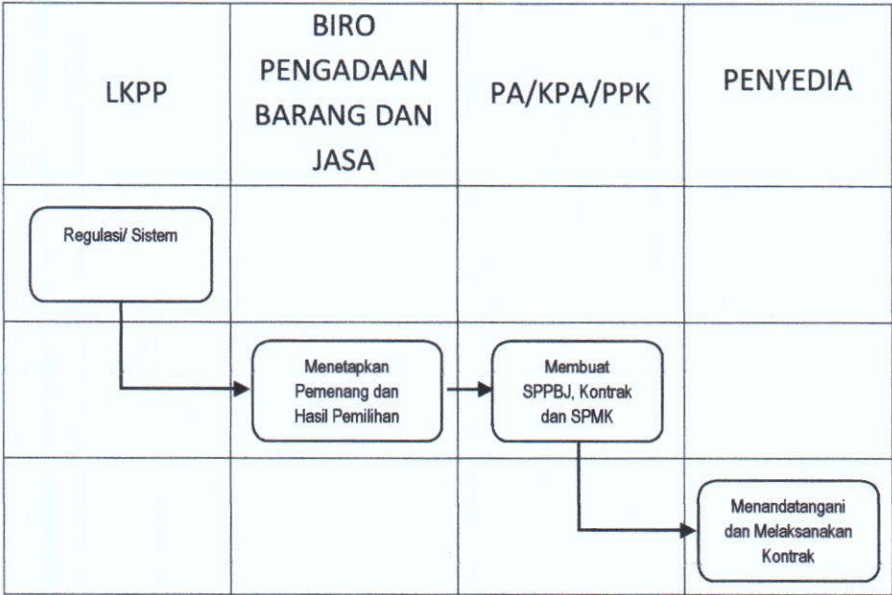 LKPP
BIRO
PENGADAAN
BARANG DAN
JASA
PA/KPA/PPK
PENYEDIA
Regulasi/ Sistem
Menetapkan
Pemenang dan
Hasil Pemilihan
Membuat
SPPBJ, Kontrak
dan SPMK
Menandatangani
dan Melaksanakan
Kontrak